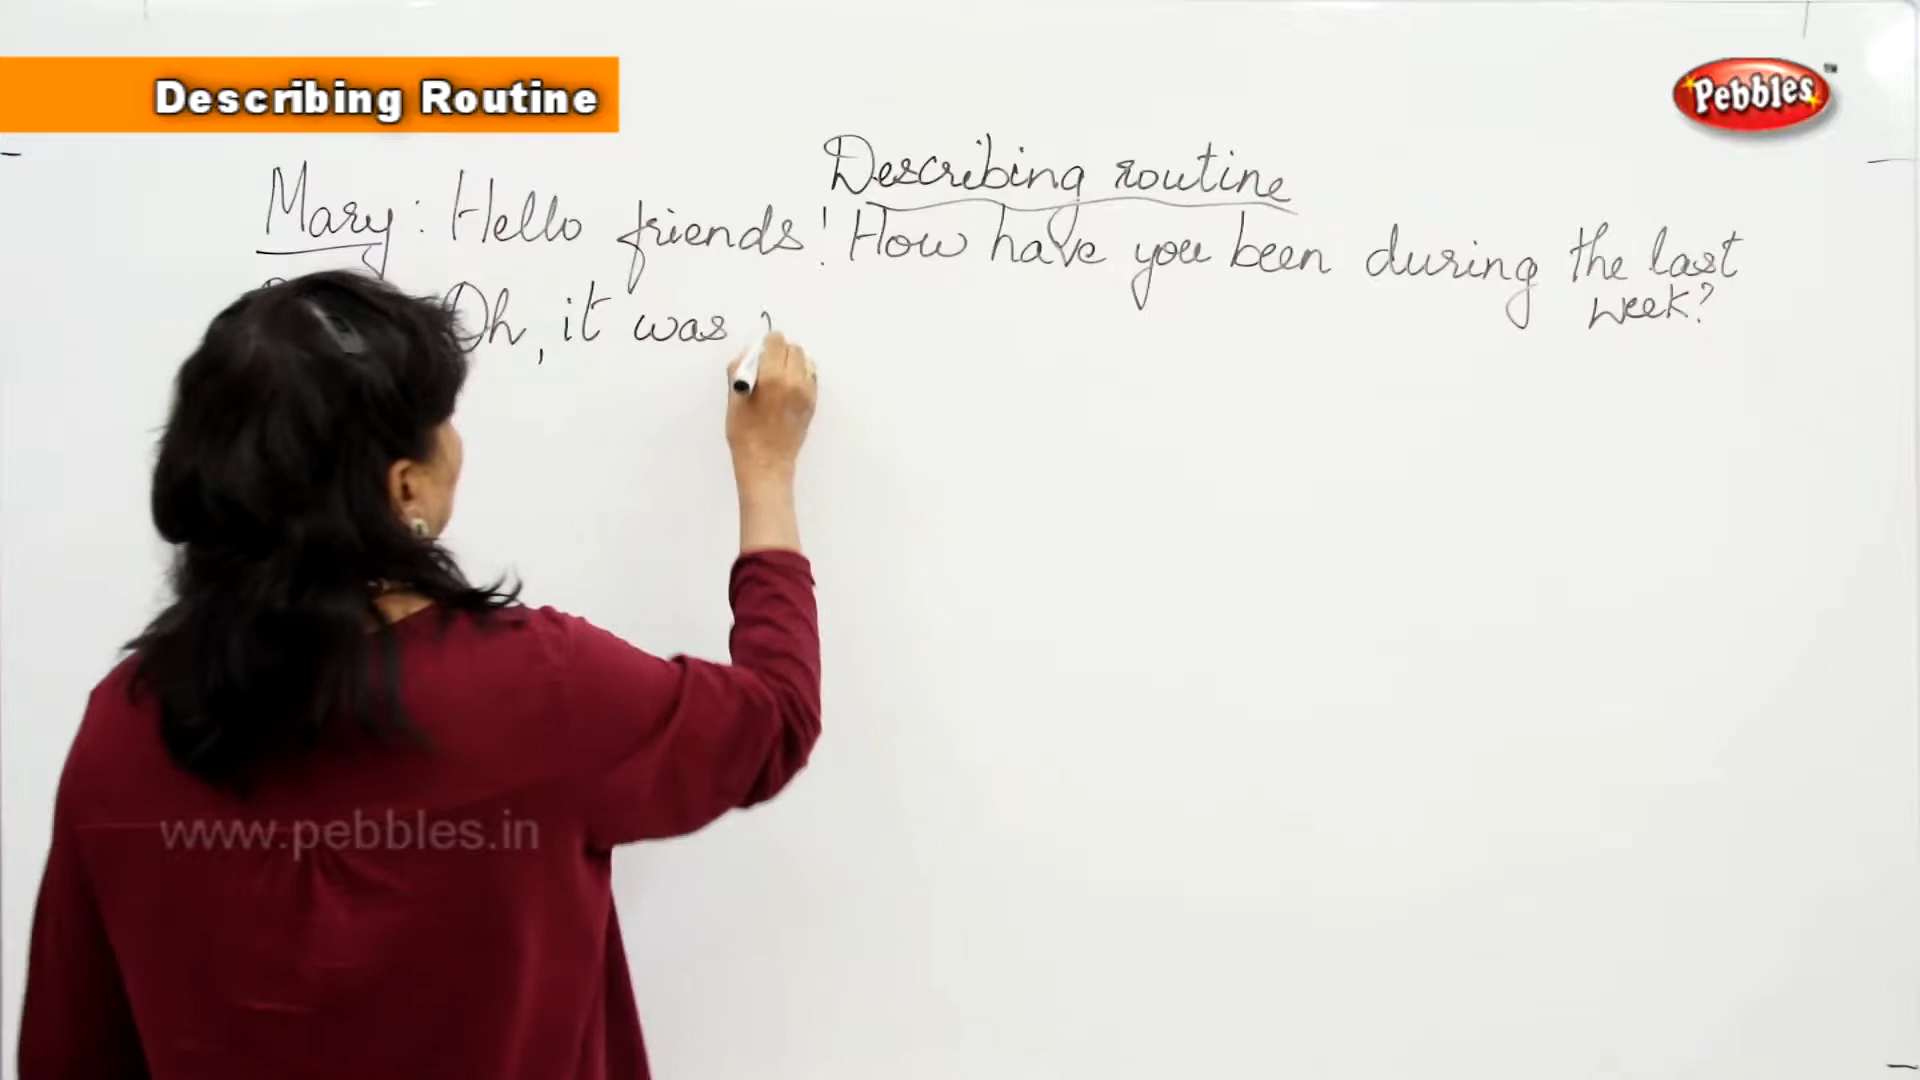 Describing Routine
Pebbles™
Describing routine
Mary: Hello friends! How have you been during the last
week?
Oh, it was
www.pebbles.in